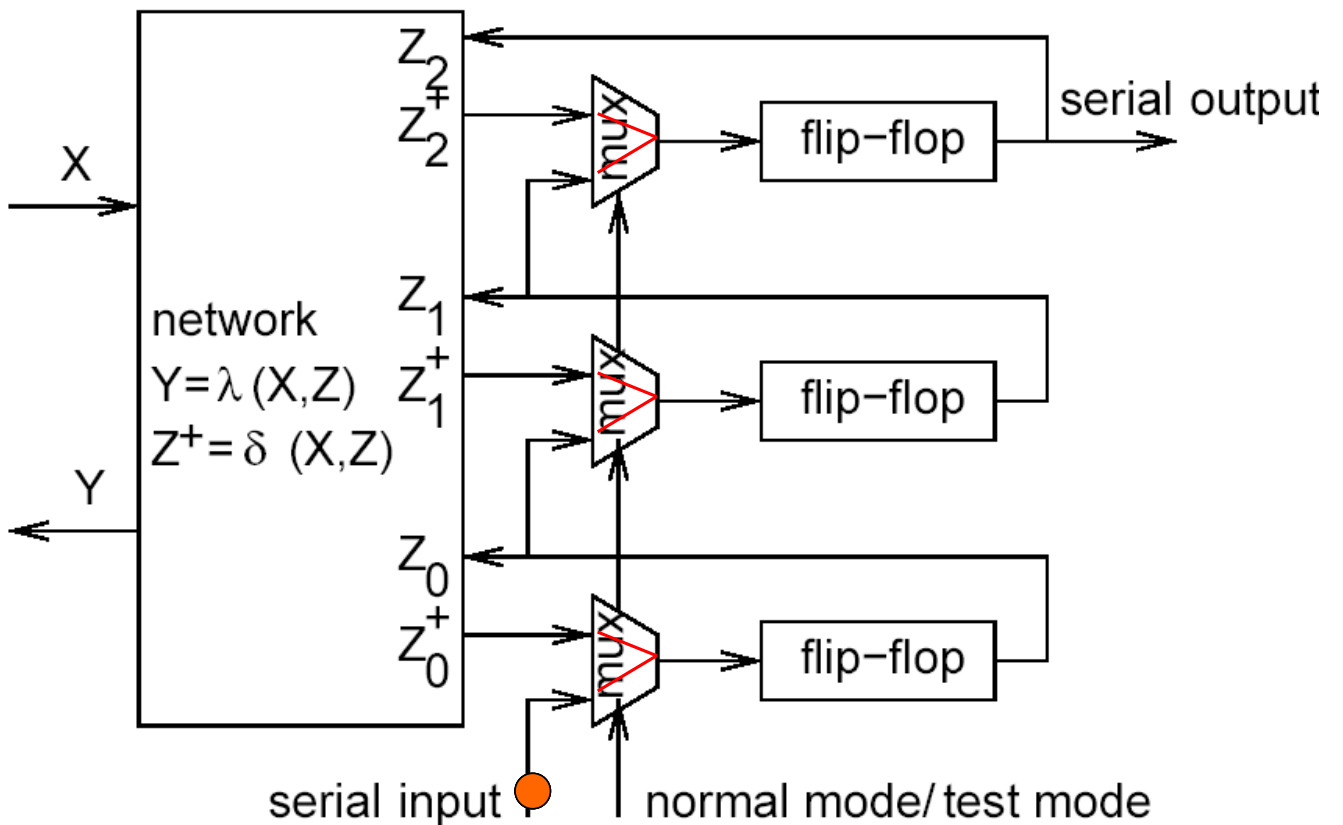 Z₂
Z₂⁺
mux
flip-flop
serial output
X
Z₁
network
Y=λ (X,Z)
Z⁺=δ (X,Z)
Z₁⁺
mux
flip-flop
Y
Z₀
Z₀⁺
mux
flip-flop
serial input
normal mode/ test mode